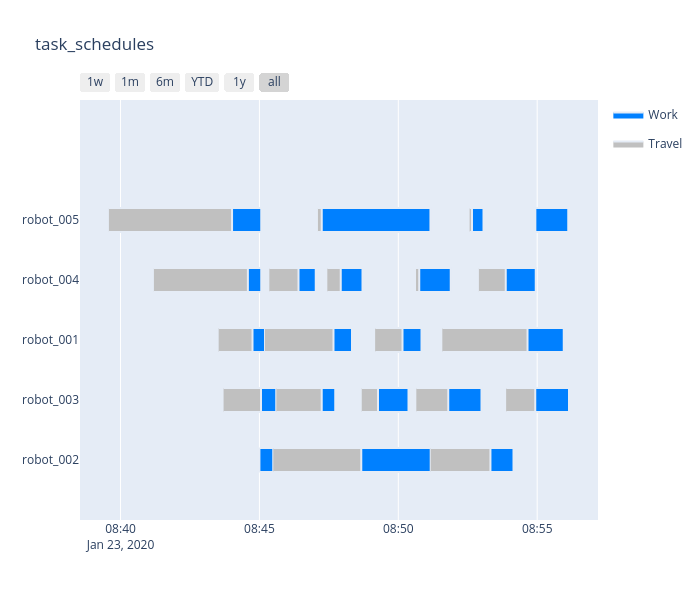 task_schedules
1w 1m 6m YTD 1y all
Work
Travel
robot_005
robot_004
robot_001
robot_003
robot_002
08:40 08:45 08:50 08:55
Jan 23, 2020